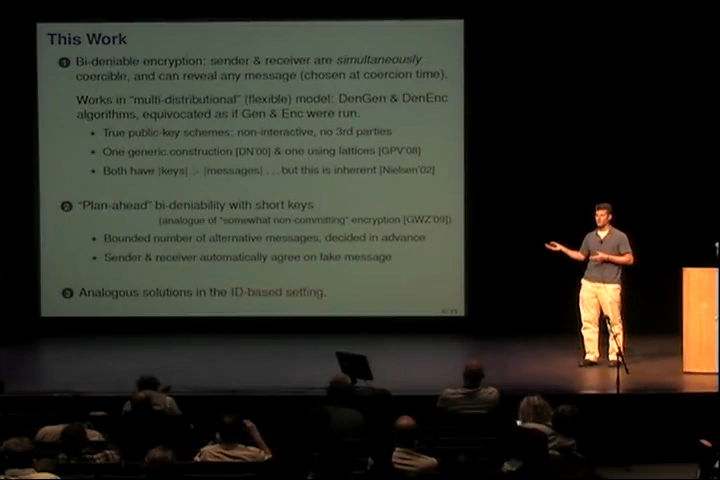 This Work
1 Bi-deniable encryption: sender & receiver are simultaneously
coercible, and can reveal any message (chosen at coercion time).
Works in "multi-distributional" (flexible) model: DenGen & DenEnc
algorithms, equivocated as if Gen & Enc were run.
• True public-key schemes: non-interactive, no 3rd parties
• One generic construction [DN'00] & one using lattices [GPV'08]
• Both have |keys| > |messages| ... but this is inherent [Nielsen'02]
2 "Plan-ahead" bi-deniability with short keys
(analogue of "somewhat non-committing" encryption [GWZ'09])
• Bounded number of alternative messages, decided in advance
• Sender & receiver automatically agree on fake message
3 Analogous solutions in the ID-based setting.